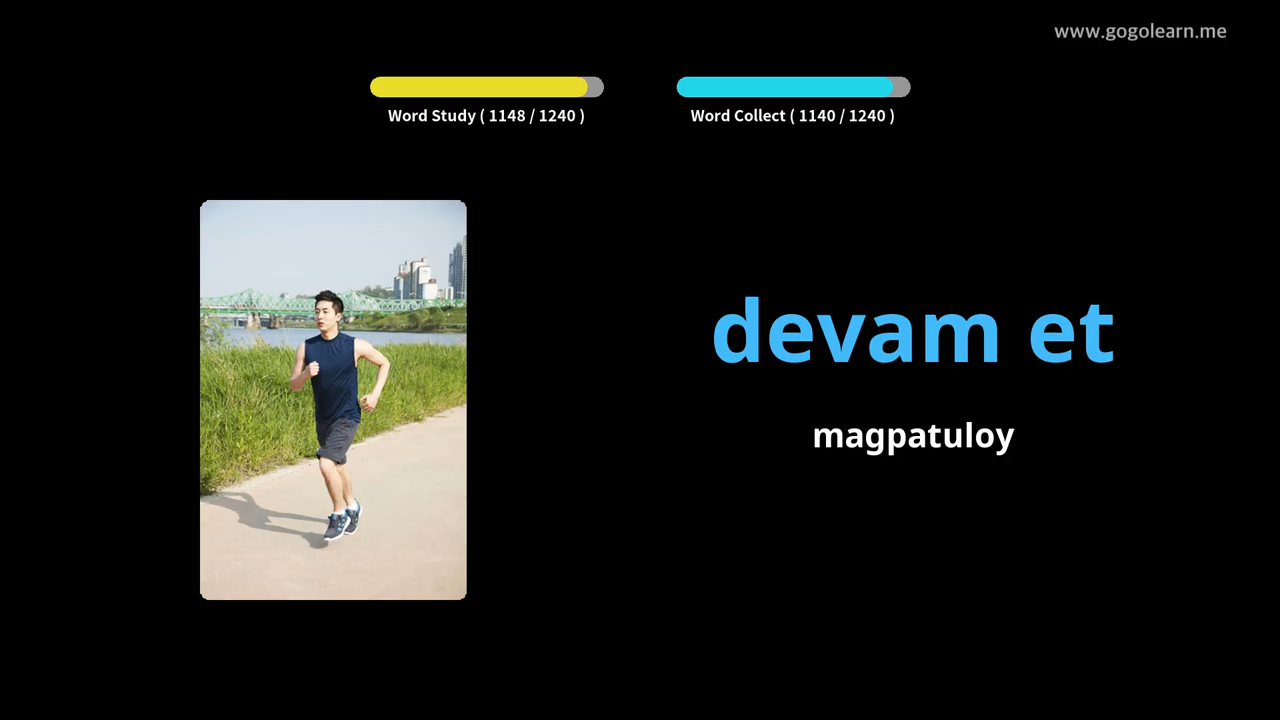 www.gogolearn.me
Word Study ( 1148 / 1240 )
Word Collect ( 1140 / 1240 )
devam et
magpatuloy